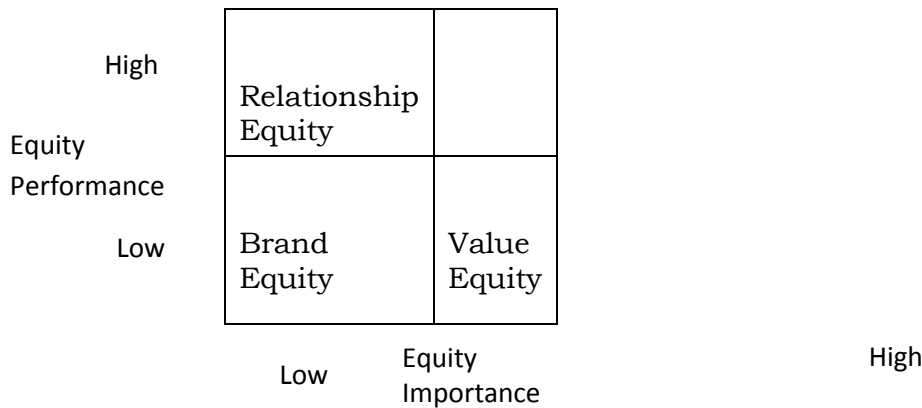 High
Relationship
Equity
Equity
Performance
Low
Brand
Equity
Value
Equity
Low
Equity
Importance
High